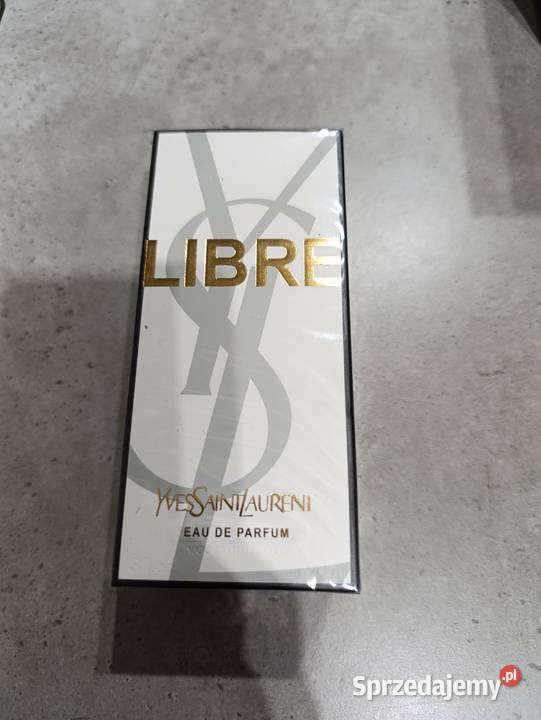 LIBRE
YVESSAINTLAURENT
EAU DE PARFUM
Sprzedajemy.pl